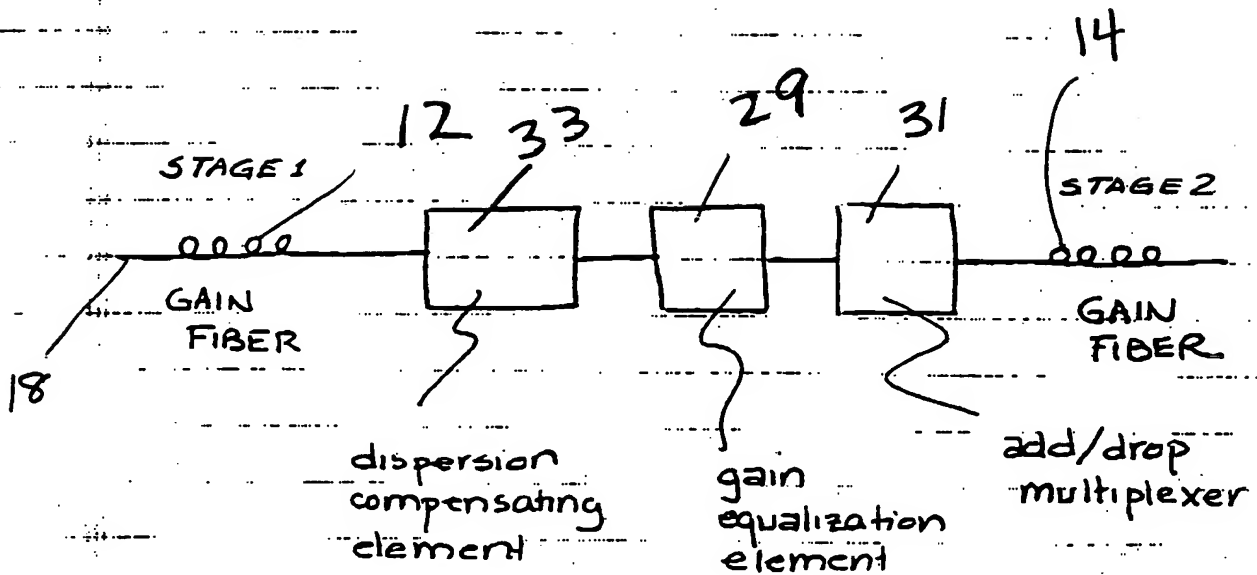 14
12
33
29
31
STAGE 1
STAGE 2
GAIN
FIBER
GAIN
FIBER
18
dispersion
compensating
element
gain
equalization
element
add/drop
multiplexer